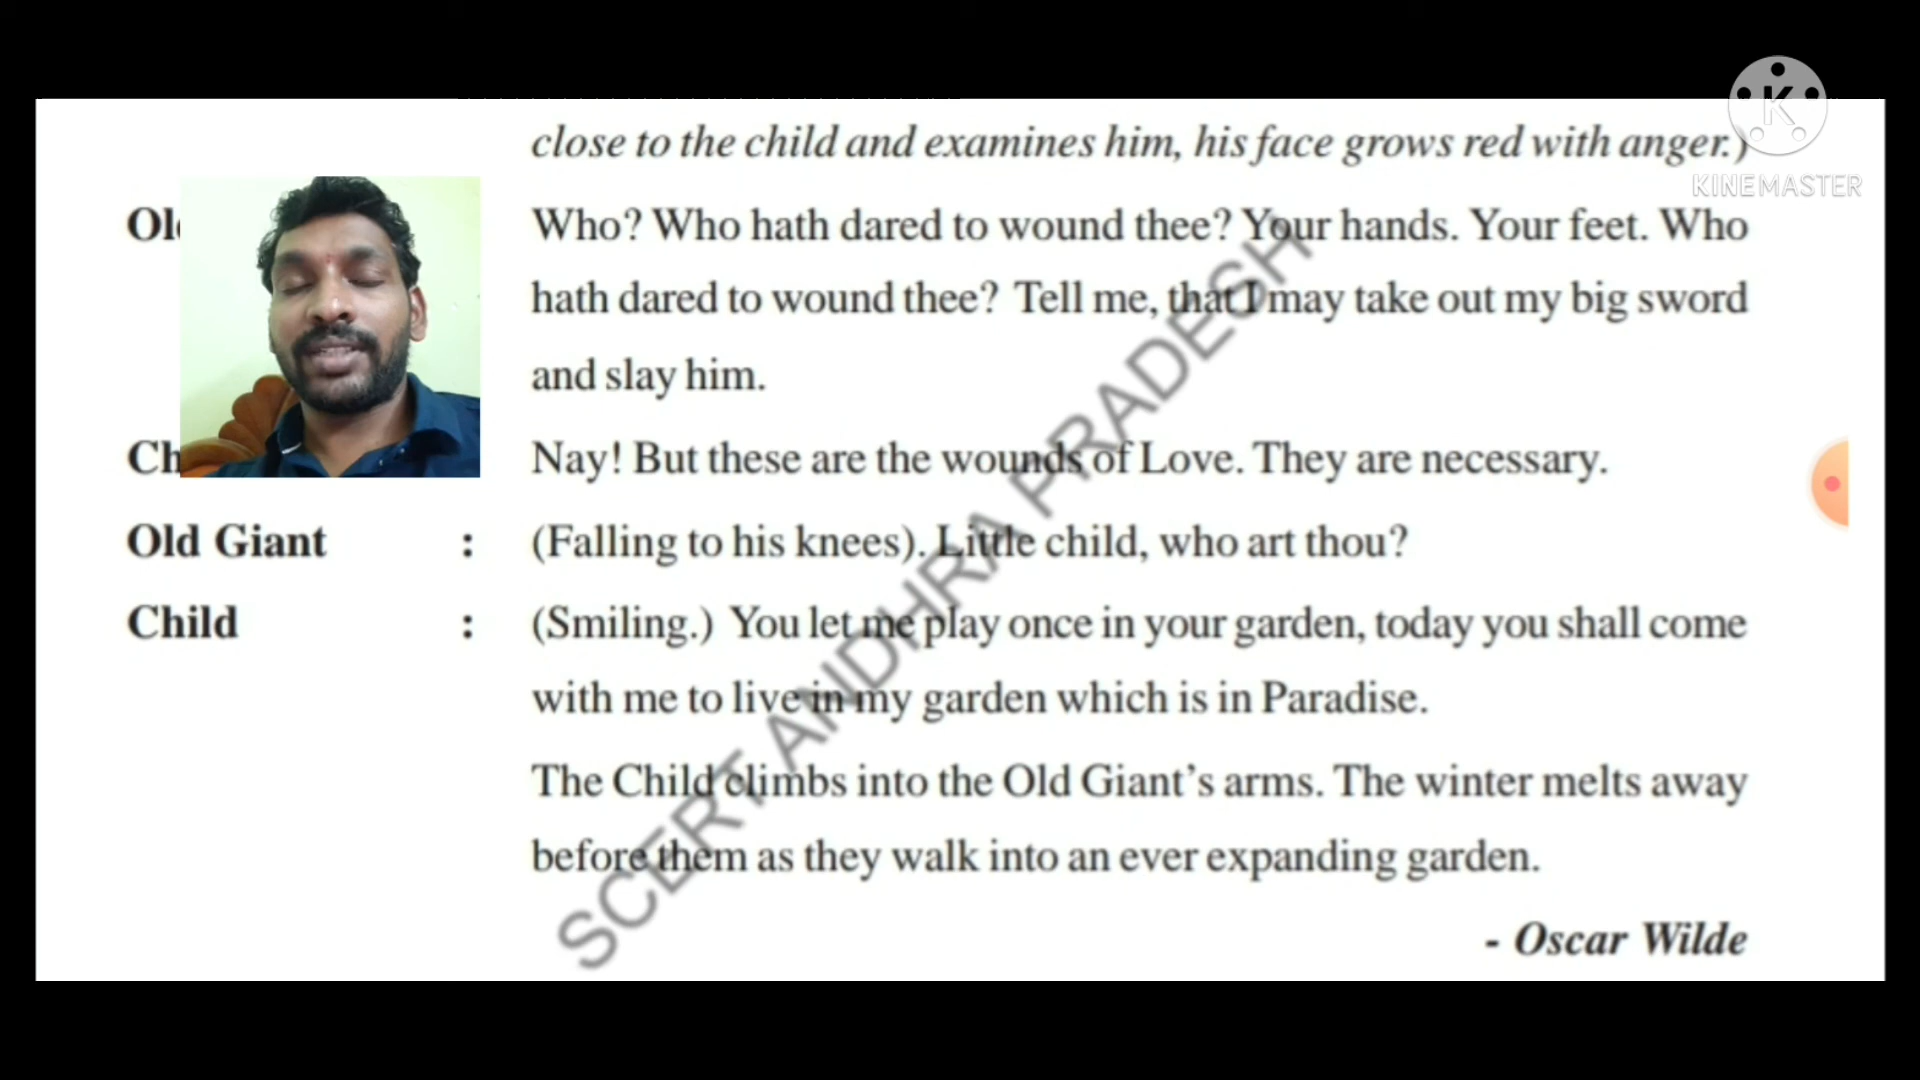 close to the child and examines him, his face grows red with anger.)
K
KINEMASTER
Who? Who hath dared to wound thee? Your hands. Your feet. Who
hath dared to wound thee? Tell me, that I may take out my big sword
and slay him.
Nay! But these are the wounds of Love. They are necessary.
Old Giant : (Falling to his knees). Little child, who art thou?
Child : (Smiling.) You let me play once in your garden, today you shall come
with me to live in my garden which is in Paradise.
The Child climbs into the Old Giant's arms. The winter melts away
before them as they walk into an ever expanding garden.
- Oscar Wilde
SCERT ANDHRA PRADESH